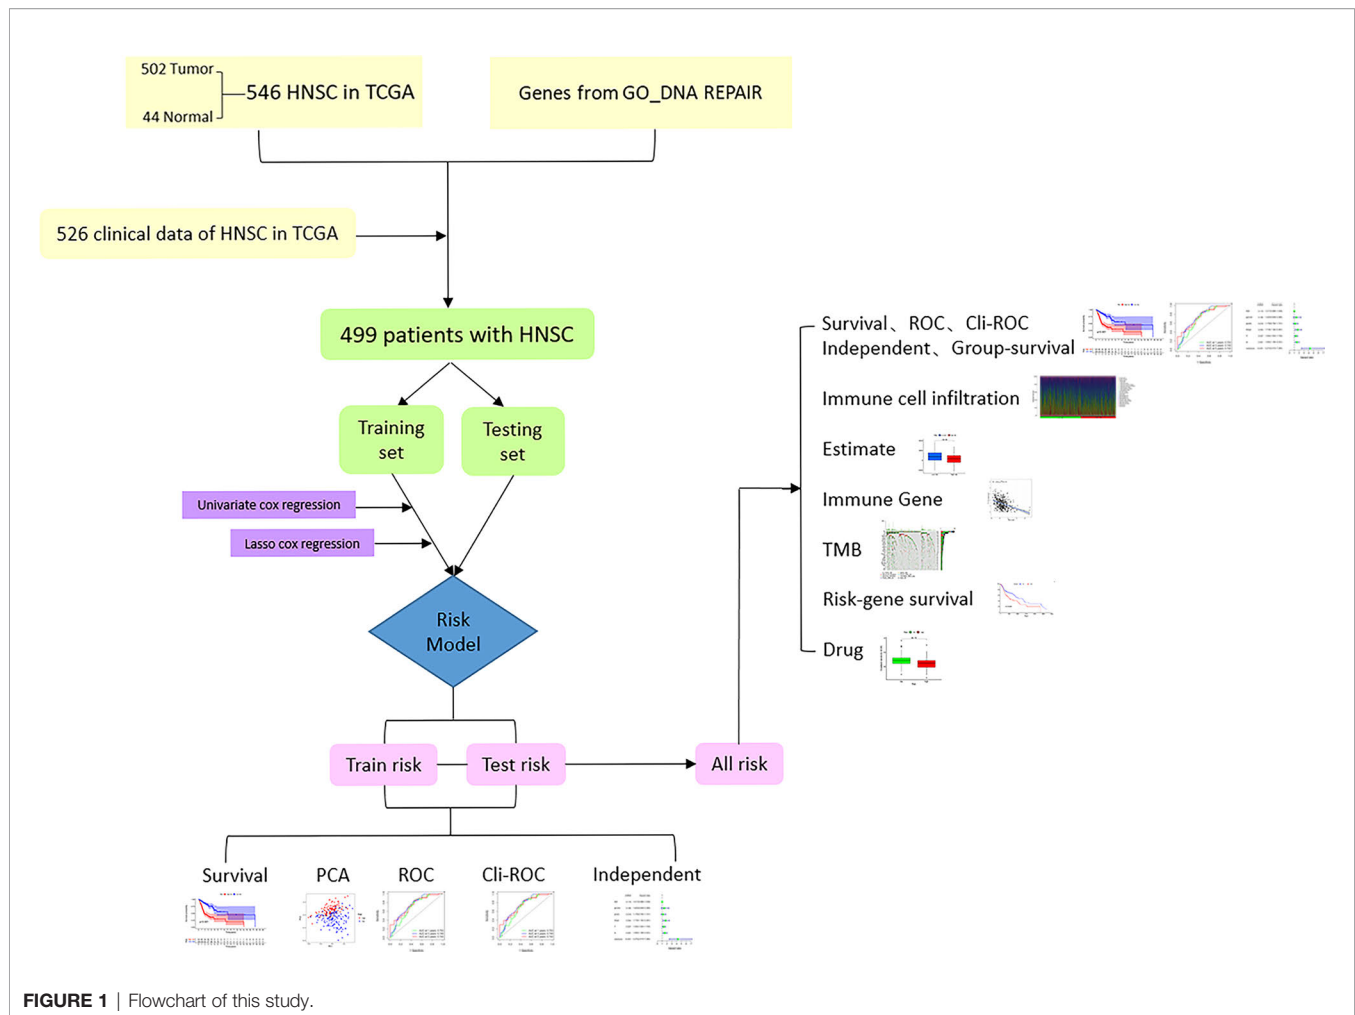 502 Tumor
44 Normal
546 HNSC in TCGA
Genes from GO_DNA REPAIR
526 clinical data of HNSC in TCGA
499 patients with HNSC
Training
set
Testing
set
Univariate cox regression
Lasso cox regression
Risk
Model
Train risk
Test risk
All risk
Survival
PCA
ROC
Cli-ROC
Independent
Survival、ROC、Cli-ROC
Independent、Group-survival
Immune cell infiltration
Estimate
Immune Gene
TMB
Risk-gene survival
Drug
FIGURE 1 | Flowchart of this study.